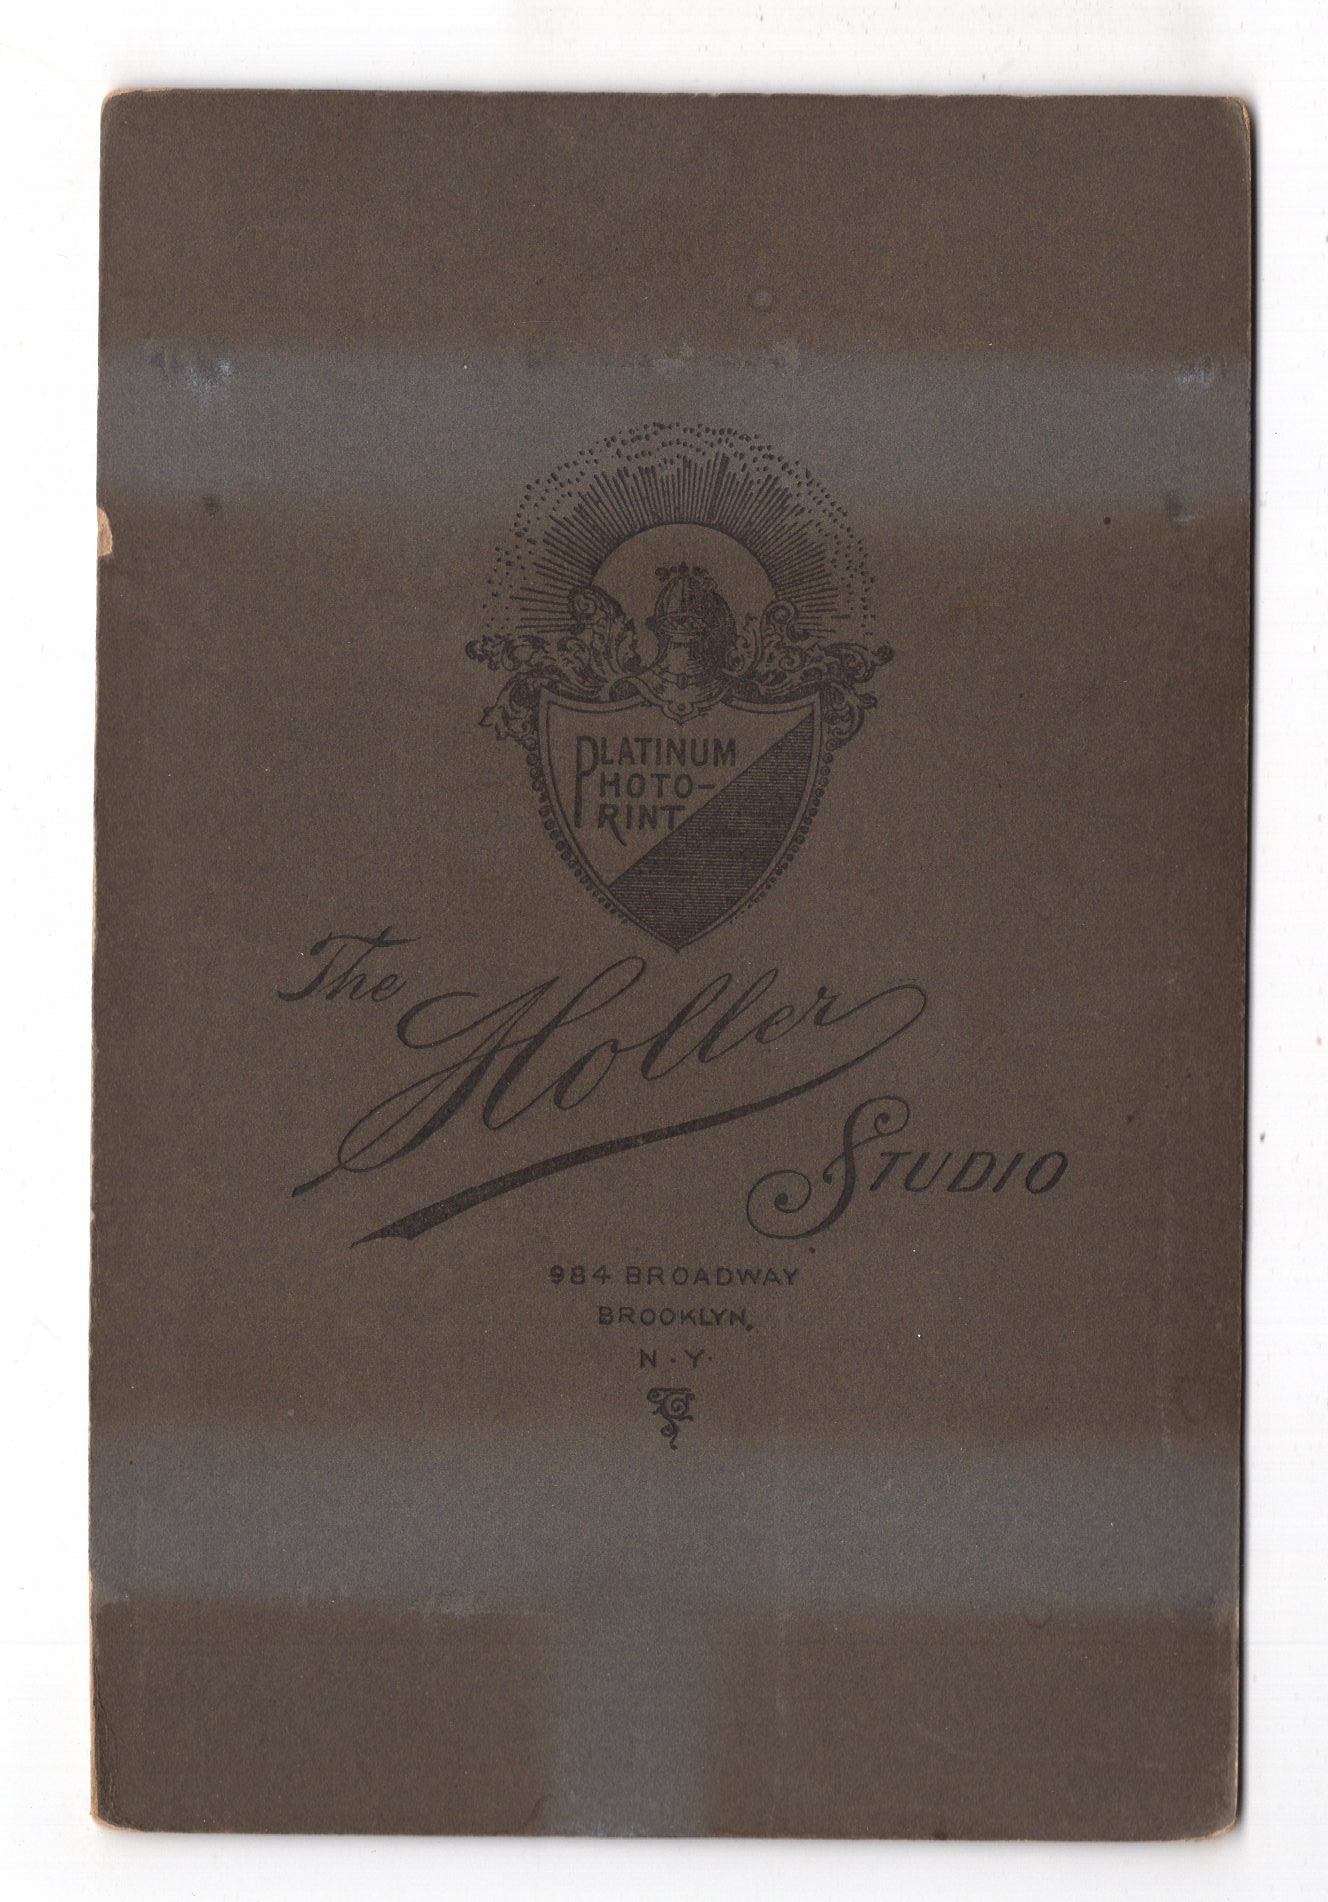 PLATINUM
PHOTO-
PRINT
The Holler
STUDIO
984 BROADWAY
BROOKLYN,
N.Y.